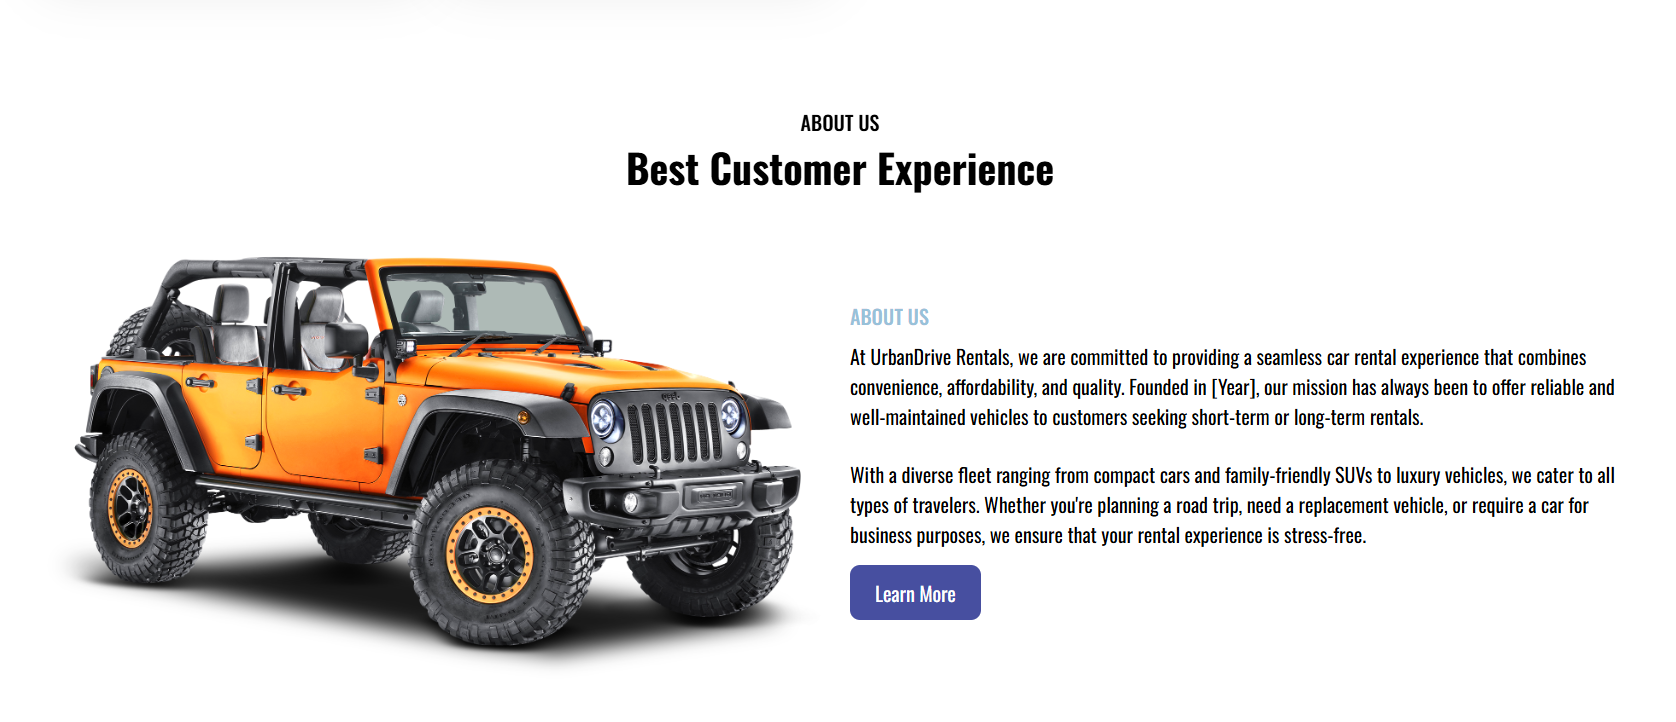 ABOUT US
Best Customer Experience
ABOUT US
At UrbanDrive Rentals, we are committed to providing a seamless car rental experience that combines
convenience, affordability, and quality. Founded in [Year], our mission has always been to offer reliable and
well-maintained vehicles to customers seeking short-term or long-term rentals.
With a diverse fleet ranging from compact cars and family-friendly SUVs to luxury vehicles, we cater to all
types of travelers. Whether you're planning a road trip, need a replacement vehicle, or require a car for
business purposes, we ensure that your rental experience is stress-free.
Learn More